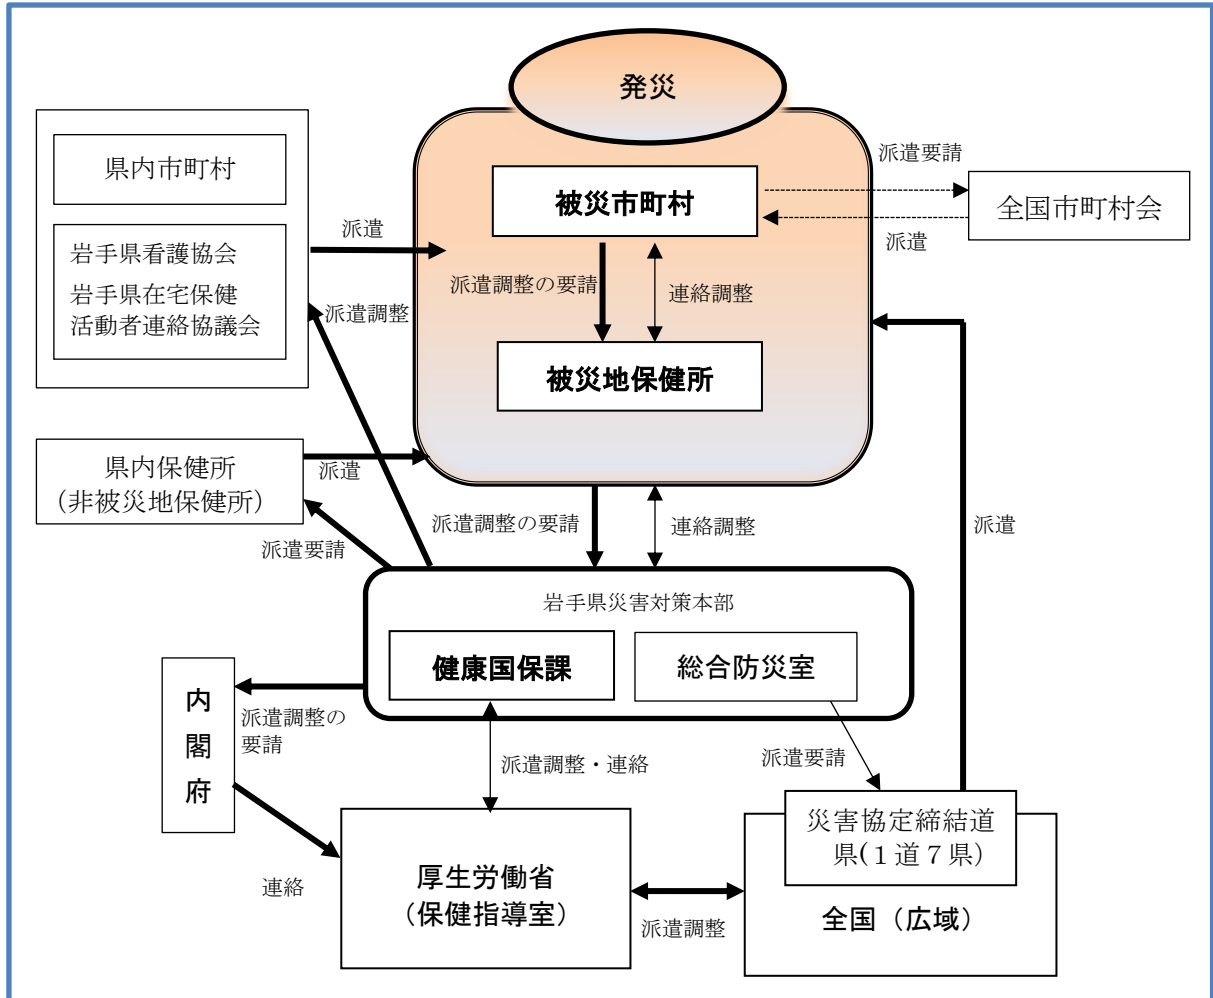 発災
県内市町村
岩手県看護協会
岩手県在宅保健
活動者連絡協議会
派遣
派遣調整
被災市町村
派遣調整の要請
連絡調整
被災地保健所
派遣要請
派遣
全国市町村会
県内保健所
(非被災地保健所)
派遣
派遣要請
派遣調整の要請
連絡調整
派遣
岩手県災害対策本部
健康国保課
総合防災室
内
閣
府
派遣調整の
要請
派遣調整・連絡
派遣要請
連絡
厚生労働省
(保健指導室)
派遣調整
災害協定締結道
県(1道7県)
全国(広域)